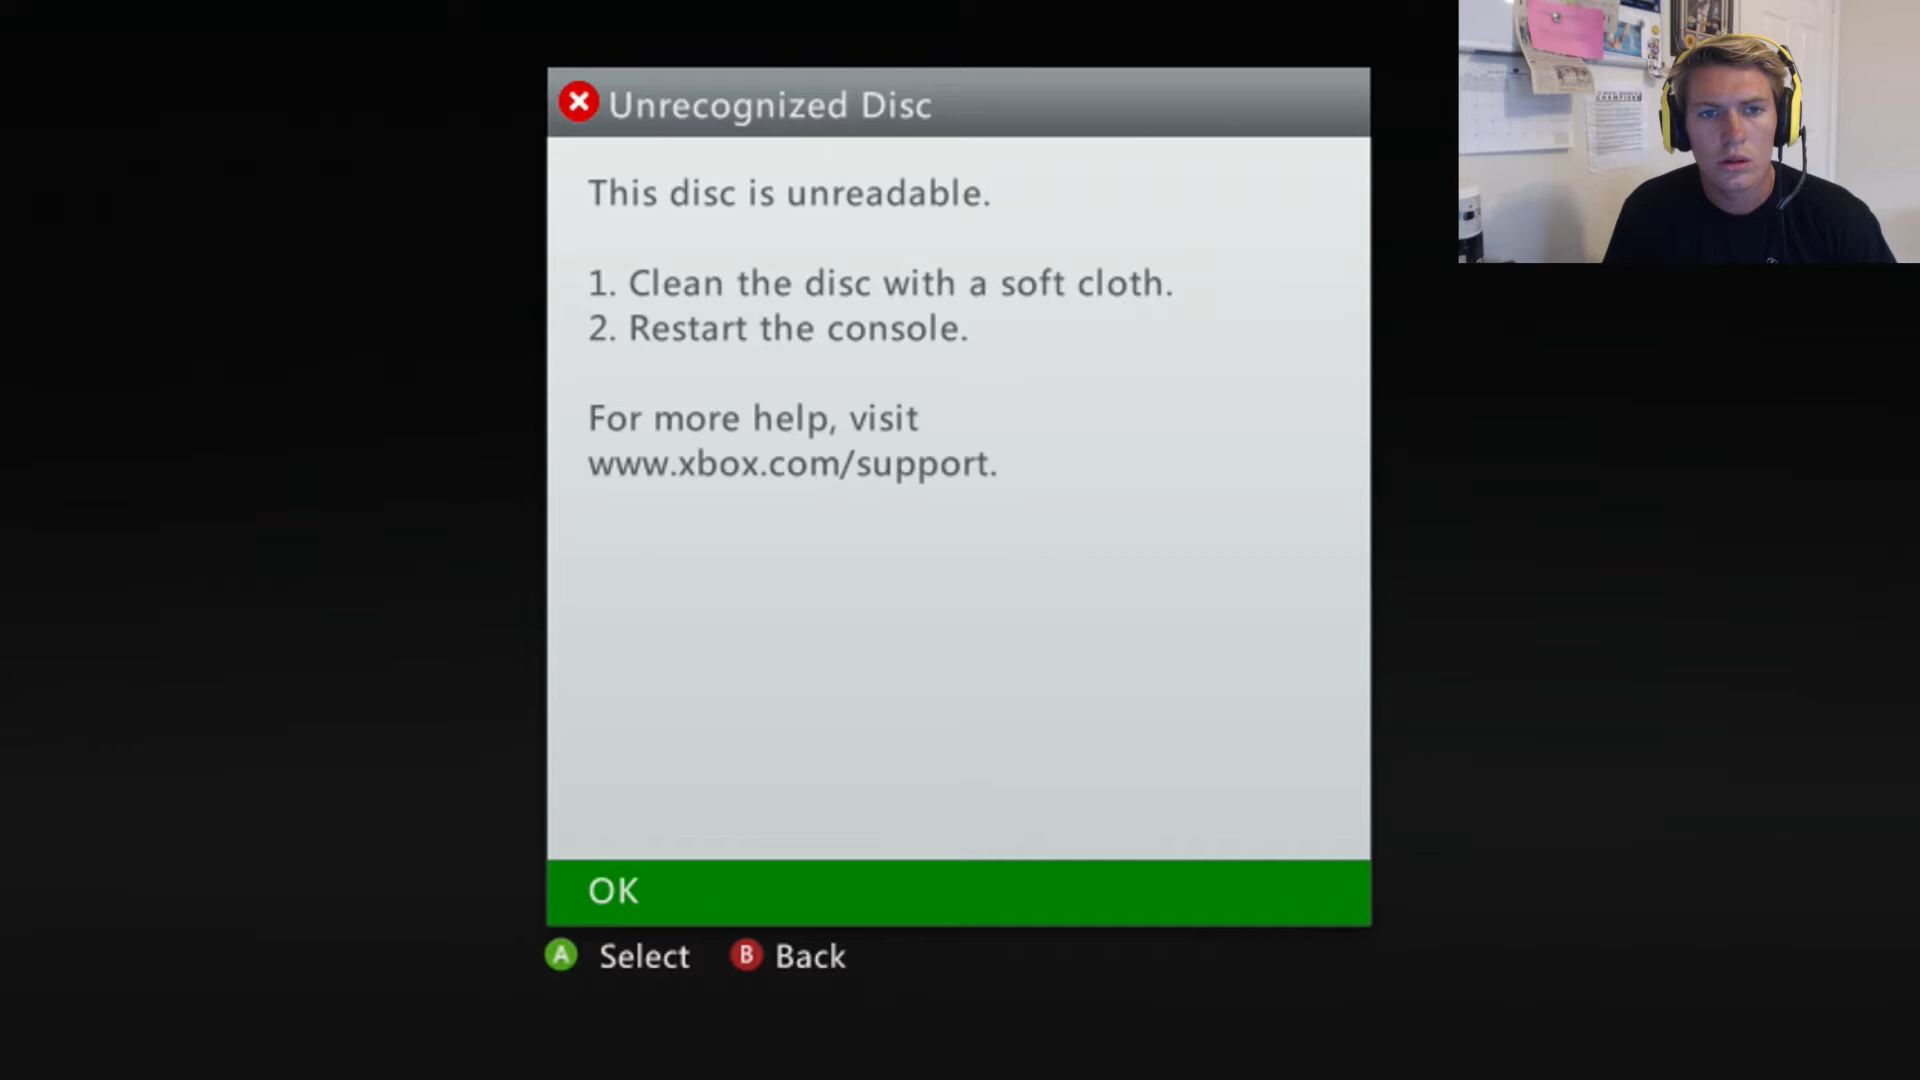 Unrecognized Disc
This disc is unreadable.
1. Clean the disc with a soft cloth.
2. Restart the console.
For more help, visit
www.xbox.com/support.
OK
A Select B Back
CHAMPIONS